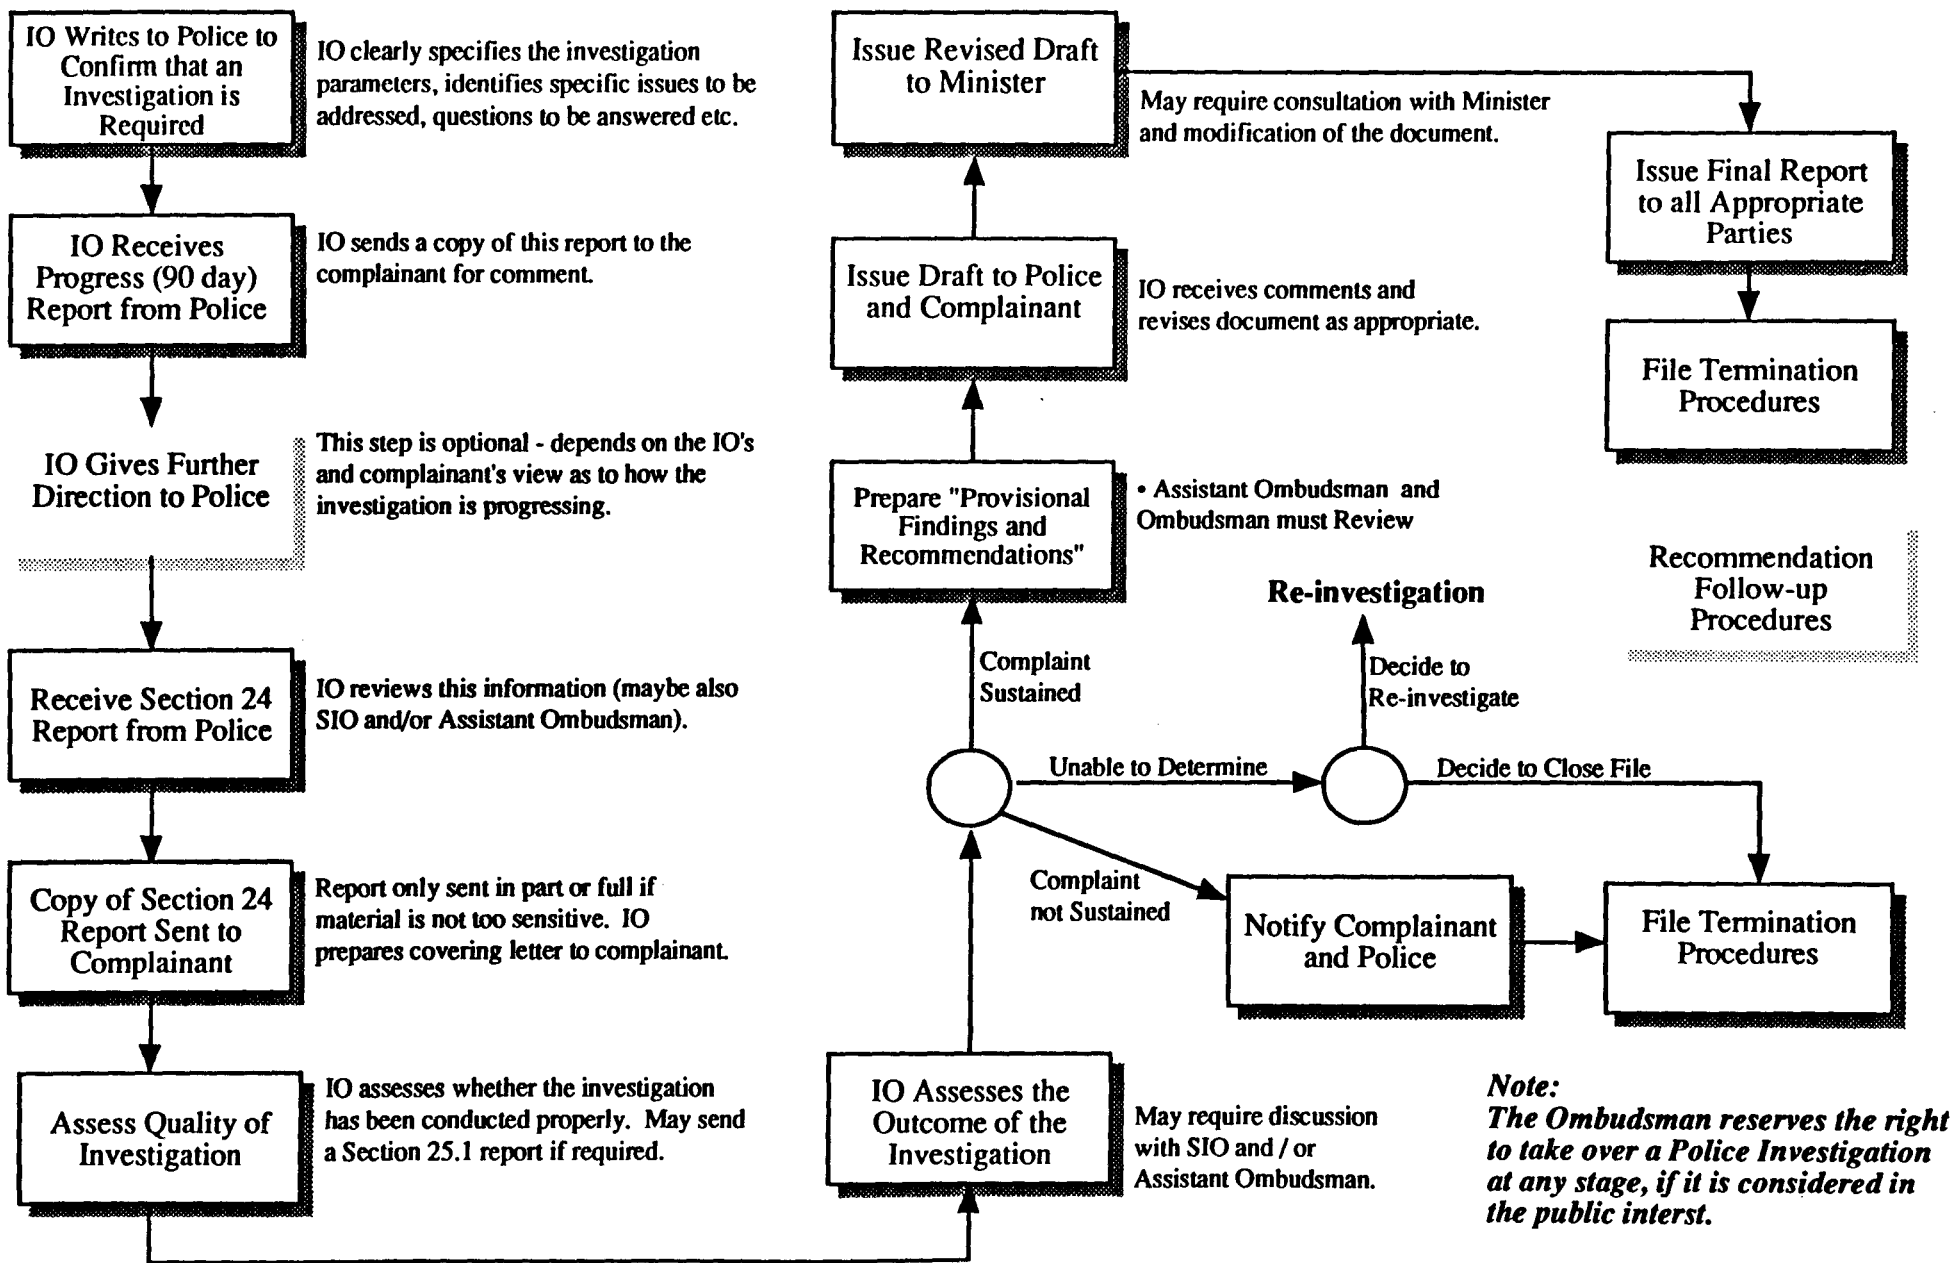 IO Writes to Police to
Confirm that an
Investigation is
Required
IO clearly specifies the investigation
parameters, identifies specific issues to be
addressed, questions to be answered etc.
IO Receives
Progress (90 day)
Report from Police
IO sends a copy of this report to the
complainant for comment.
IO Gives Further
Direction to Police
This step is optional - depends on the IO's
and complainant's view as to how the
investigation is progressing.
Receive Section 24
Report from Police
IO reviews this information (maybe also
SIO and/or Assistant Ombudsman).
Copy of Section 24
Report Sent to
Complainant
Report only sent in part or full if
material is not too sensitive. IO
prepares covering letter to complainant.
Assess Quality of
Investigation
IO assesses whether the investigation
has been conducted properly. May send
a Section 25.1 report if required.
IO Assesses the
Outcome of the
Investigation
May require discussion
with SIO and / or
Assistant Ombudsman.
Complaint
Sustained
Unable to Determine
Complaint
not Sustained
Prepare "Provisional
Findings and
Recommendations"
• Assistant Ombudsman and
Ombudsman must Review
Issue Draft to Police
and Complainant
IO receives comments and
revises document as appropriate.
Issue Revised Draft
to Minister
May require consultation with Minister
and modification of the document.
Issue Final Report
to all Appropriate
Parties
File Termination
Procedures
Recommendation
Follow-up
Procedures
Re-investigation
Decide to
Re-investigate
Decide to Close File
Notify Complainant
and Police
File Termination
Procedures
Note:
The Ombudsman reserves the right
to take over a Police Investigation
at any stage, if it is considered in
the public interst.